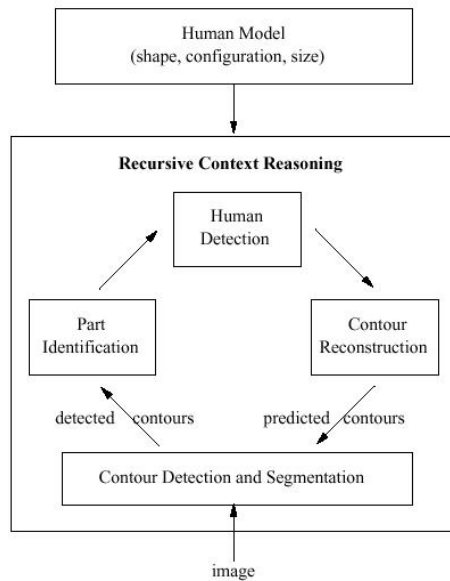 Human Model
(shape, configuration, size)
Recursive Context Reasoning
Human
Detection
Part
Identification
Contour
Reconstruction
detected contours
predicted contours
Contour Detection and Segmentation
image